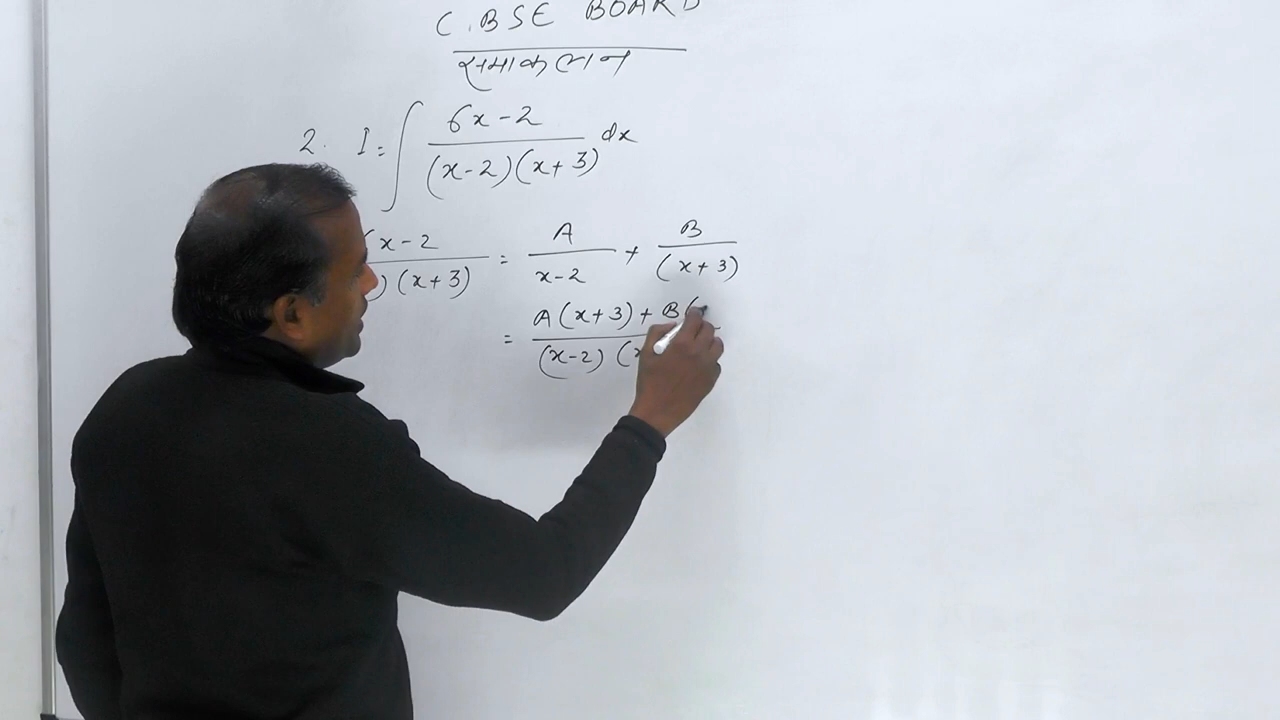 C.BSE BOARD
समाकलन
2. I = ∫ 6x-2 / (x-2)(x+3) dx
x-2 / )(x+3) = A / x-2 + B / (x+3)
= A(x+3) + B( / (x-2) (x